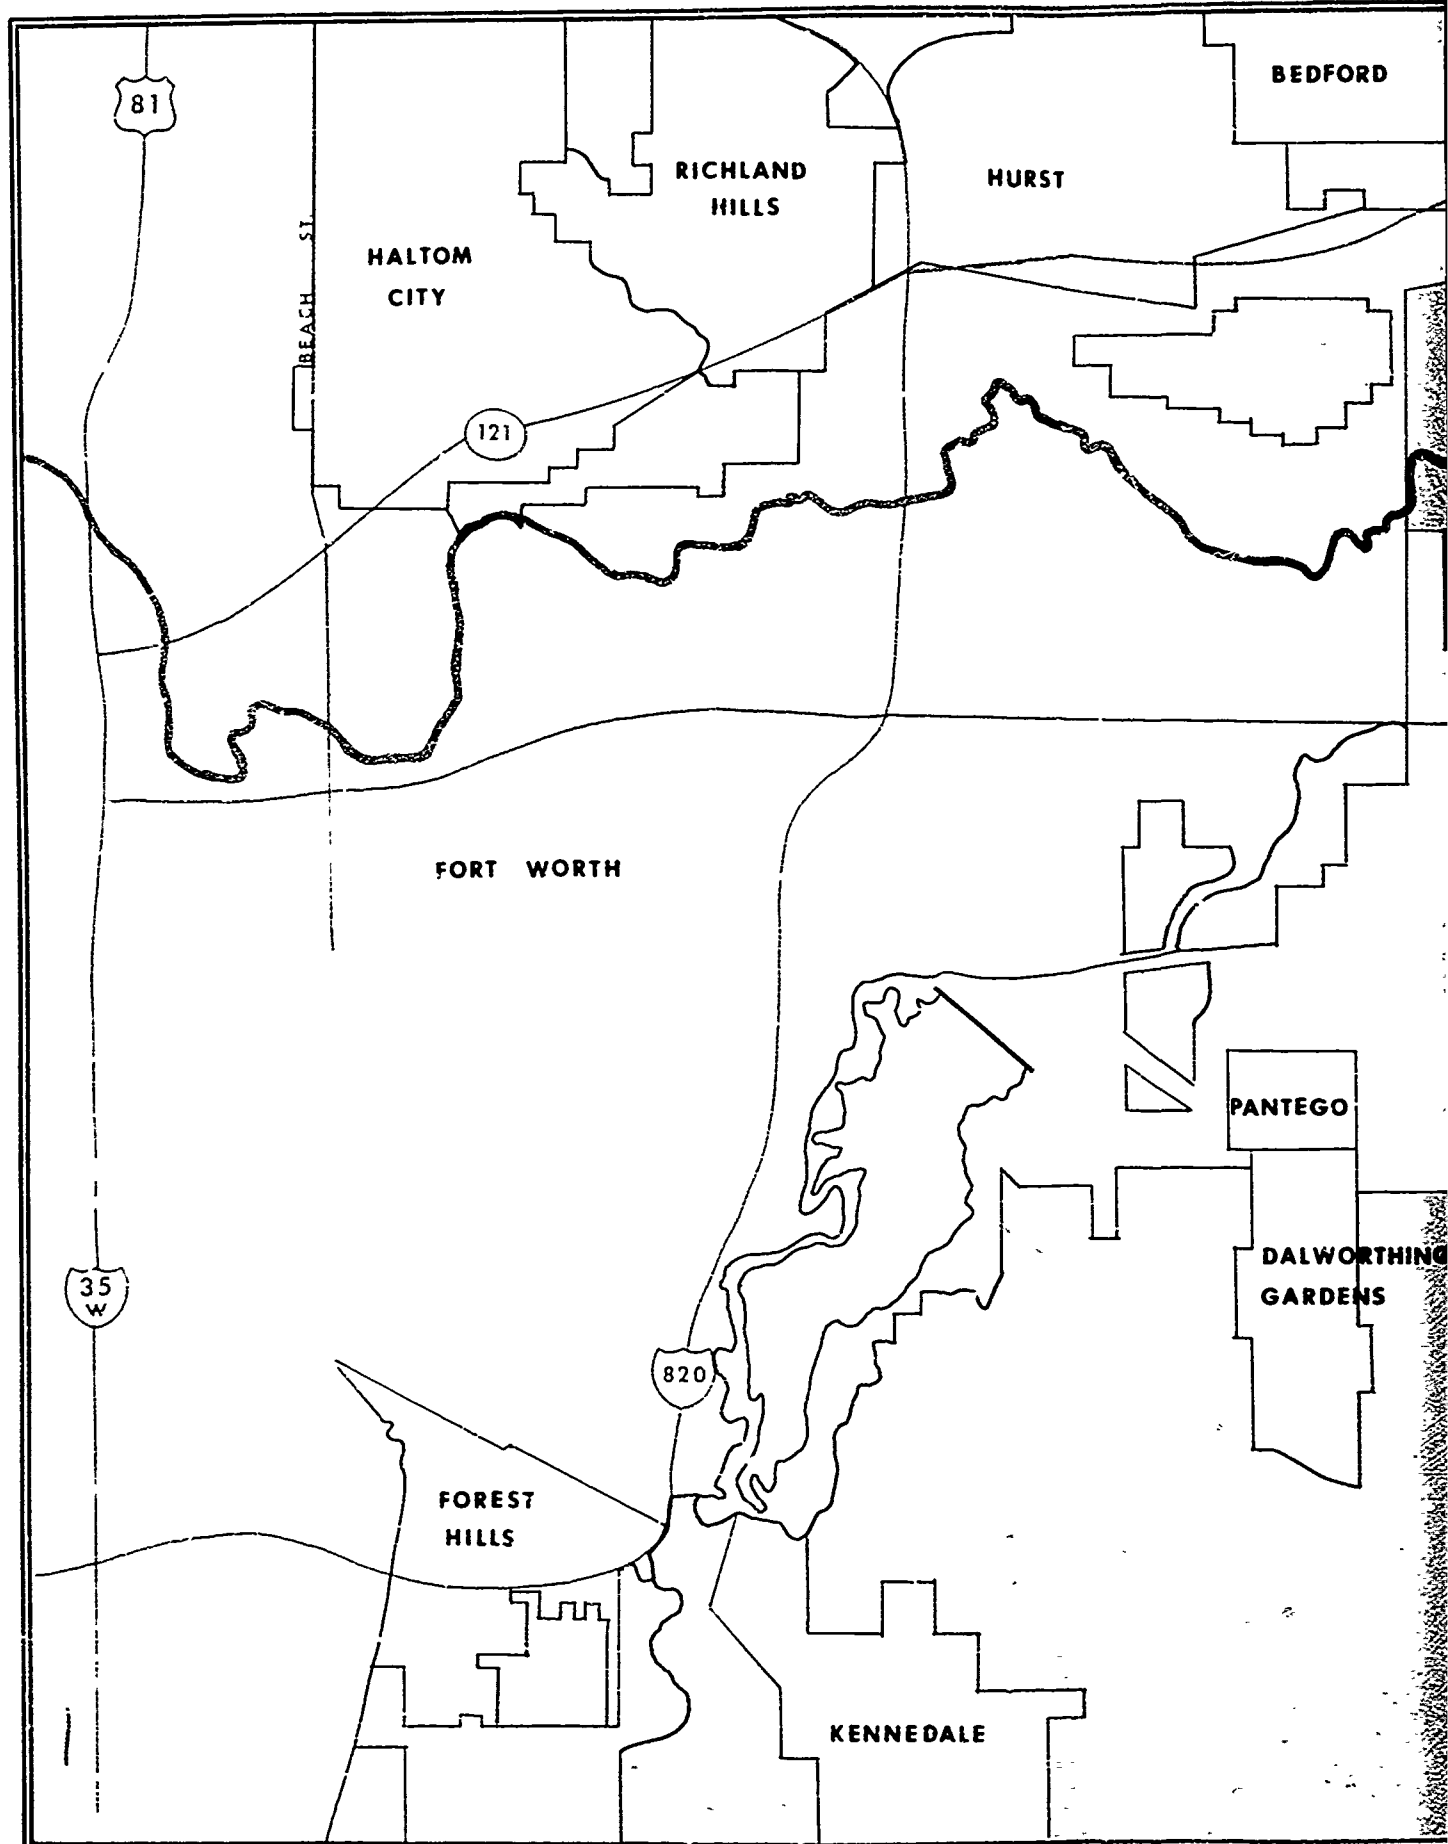 81
BEDFORD
RICHLAND
HILLS
HURST
HALTOM
CITY
BEACH ST.
121
FORT WORTH
PANTEGO
DALWORTHING
GARDENS
35
W
820
FOREST
HILLS
KENNEDALE